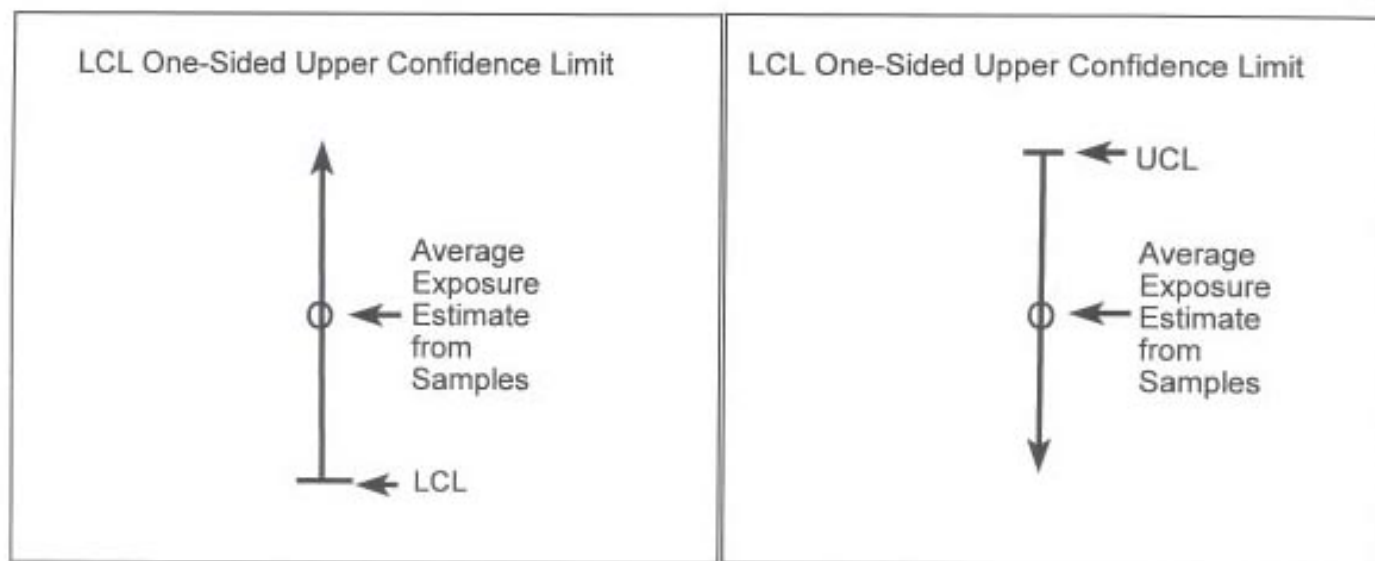 LCL One-Sided Upper Confidence Limit
Average
Exposure
Estimate
from
Samples
LCL
LCL One-Sided Upper Confidence Limit
UCL
Average
Exposure
Estimate
from
Samples